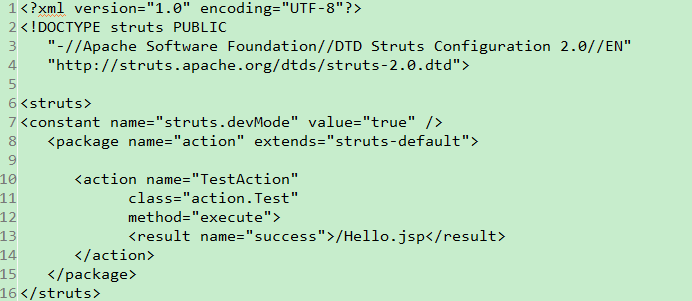 1 <?xml version="1.0" encoding="UTF-8"?>
2 <!DOCTYPE struts PUBLIC
3    "-//Apache Software Foundation//DTD Struts Configuration 2.0//EN"
4    "http://struts.apache.org/dtds/struts-2.0.dtd">
5
6 <struts>
7 <constant name="struts.devMode" value="true" />
8    <package name="action" extends="struts-default">
9
10       <action name="TestAction"
11             class="action.Test"
12             method="execute">
13             <result name="success">/Hello.jsp</result>
14       </action>
15    </package>
16 </struts>